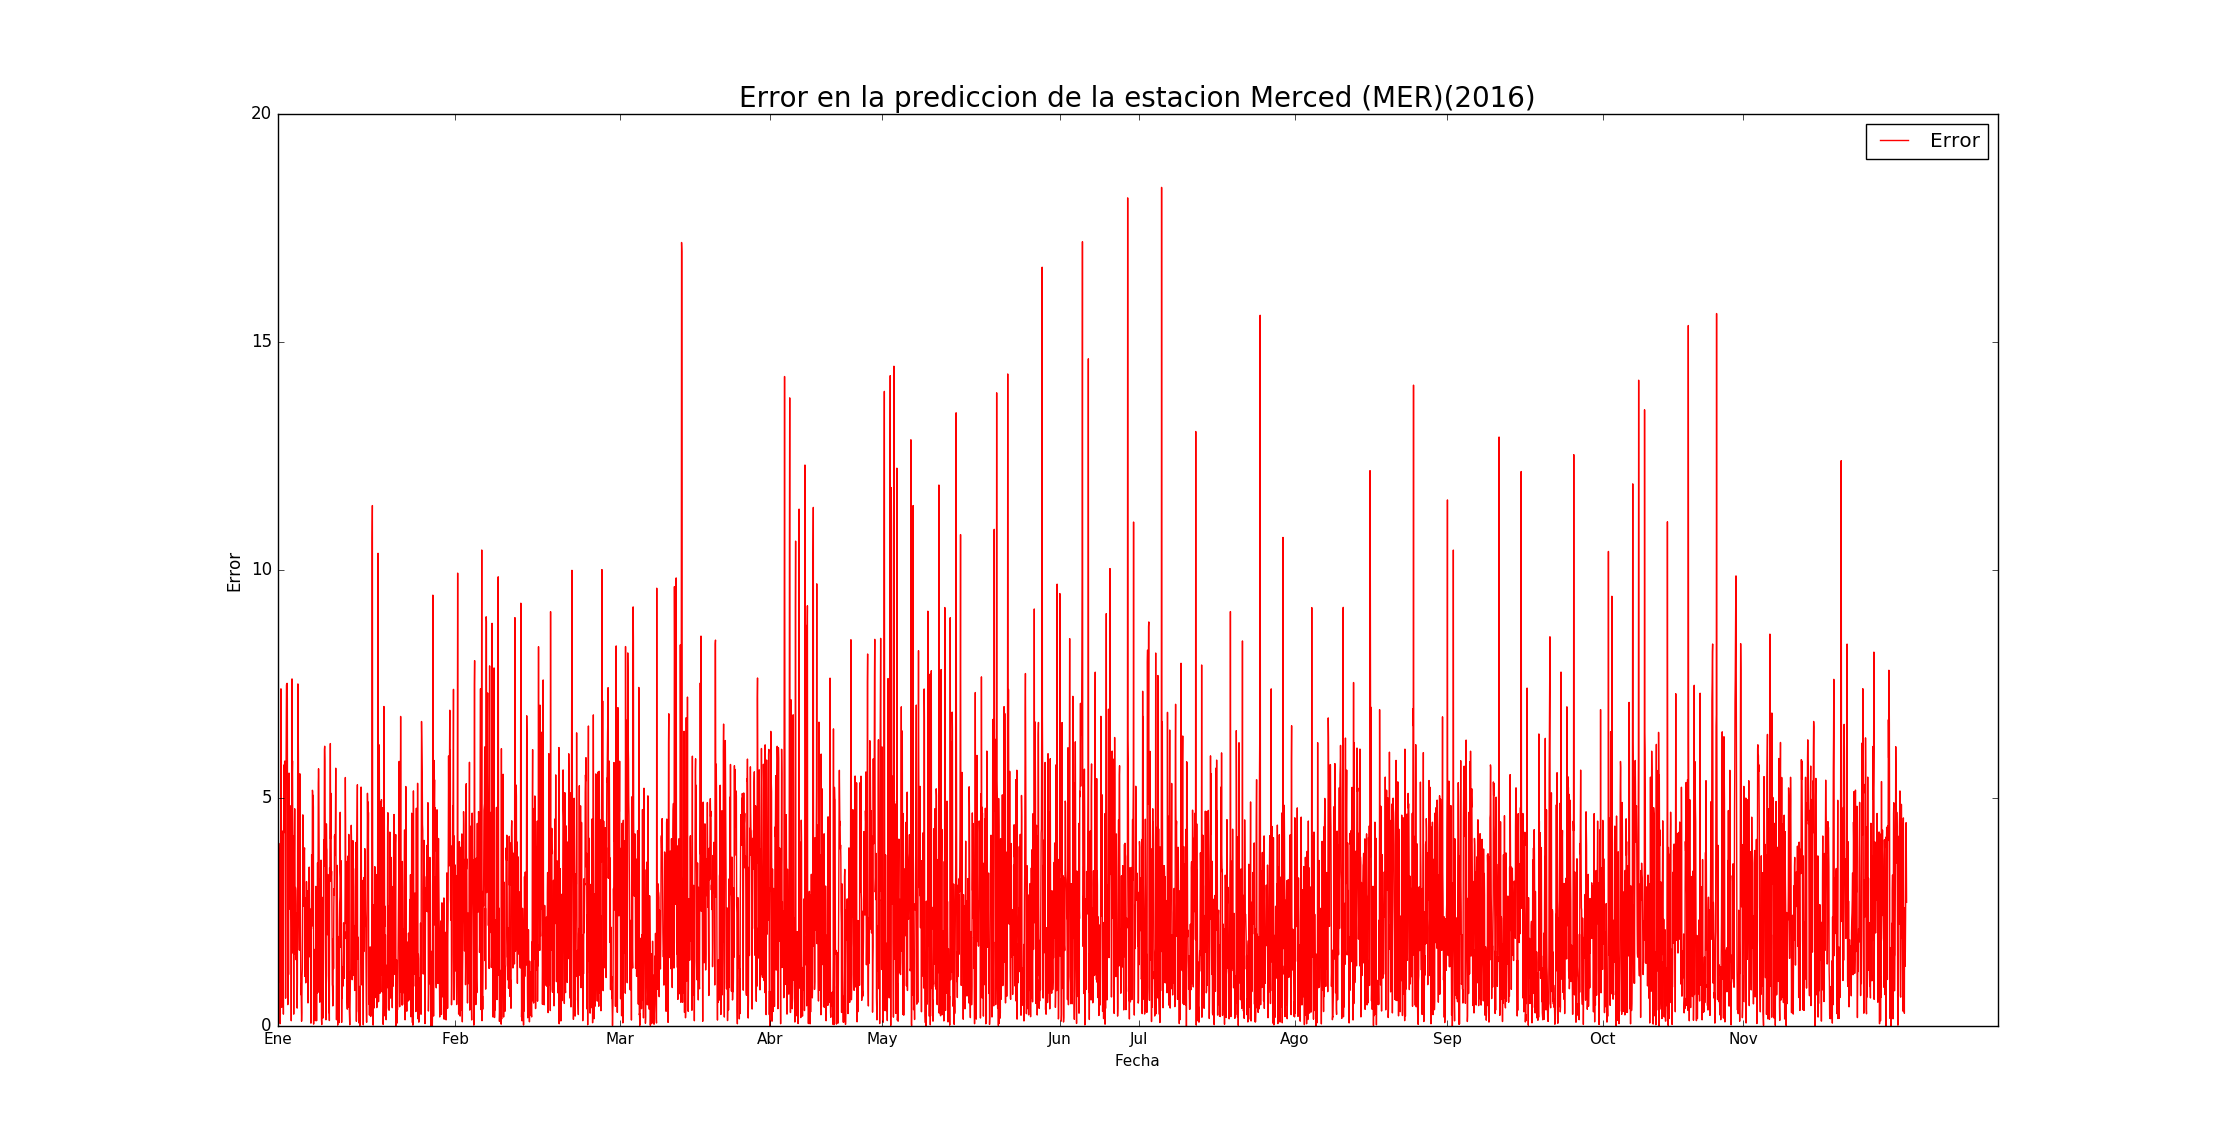 Error en la prediccion de la estacion Merced (MER)(2016)
Error
20
15
10
5
0
Error
Ene Feb Mar Abr May Jun Jul Ago Sep Oct Nov
Fecha